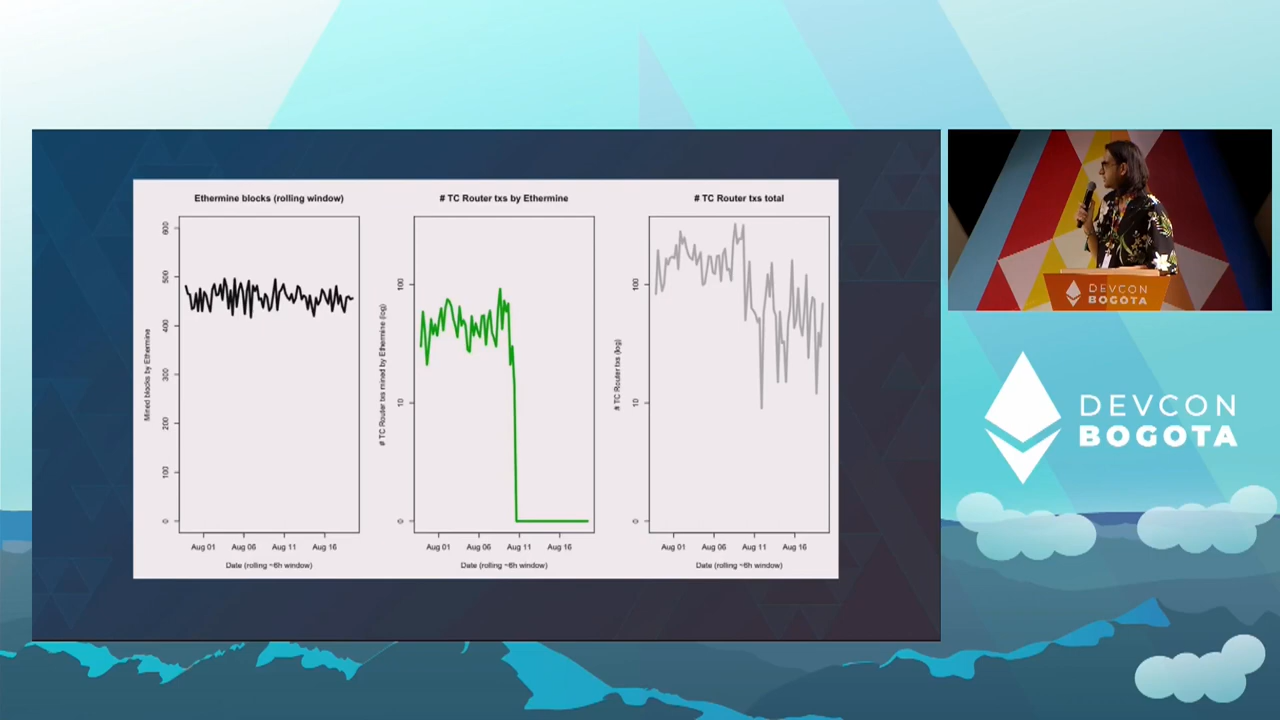 Ethermine blocks (rolling window)
Mined blocks by Ethermine
600
500
400
300
200
100
0
Aug 01
Aug 06
Aug 11
Aug 16
Date (rolling ~6h window)
# TC Router txs by Ethermine
# TC Router txs mined by Ethermine (log)
100
10
0
Aug 01
Aug 06
Aug 11
Aug 16
Date (rolling ~6h window)
# TC Router txs total
# TC Router txs (log)
100
10
0
Aug 01
Aug 06
Aug 11
Aug 16
Date (rolling ~6h window)
DEVCON
BOGOTA
DEVCON
BOGOTA